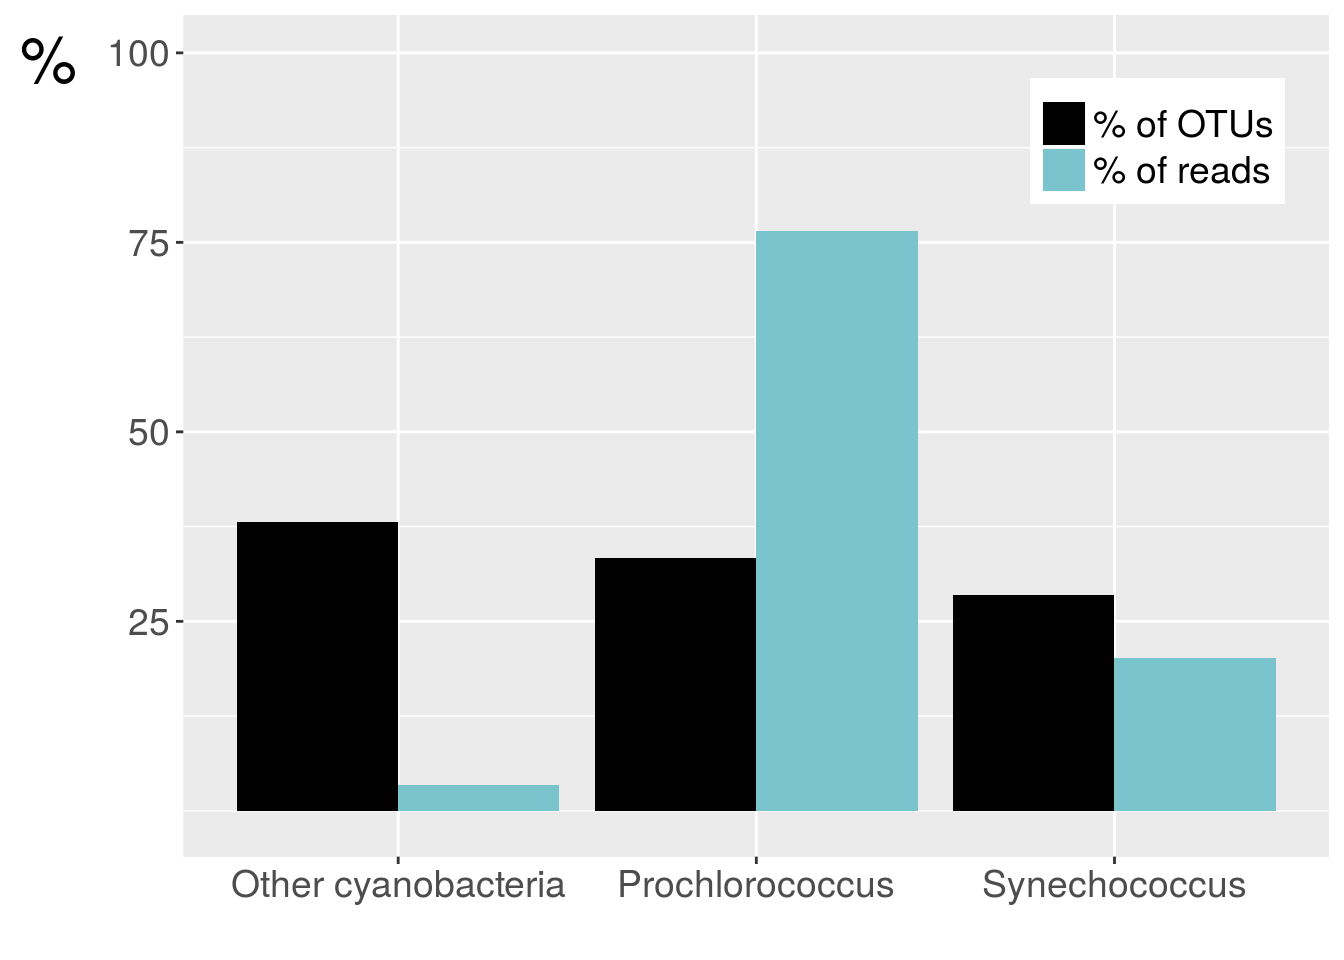 %
100
75
50
25
% of OTUs
% of reads
Other cyanobacteria
Prochlorococcus
Synechococcus